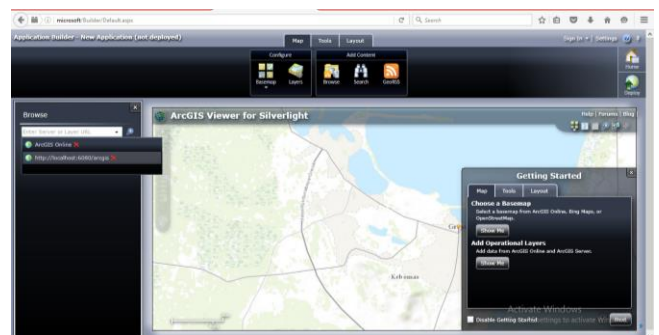 microsoft/Builder/Default.aspx
Search
Application Builder - New Application (not deployed)
Map Tools Layout
Sign In Settings
Configure
Add Content
Basemap Layers Browse Search GeoRSS
Home
Deploy
Browse
Enter Server or Layer URL
ArcGIS Online
http://localhost:6080/arcgis
ArcGIS Viewer for Silverlight
Help Forums Blog
Getting Started
Map Tools Layout
Choose a Basemap
Select a basemap from ArcGIS Online, Bing Maps, or
OpenStreetMap.
Show Me
Add Operational Layers
Add data from ArcGIS Online and ArcGIS Server.
Show Me
Kebomas
Activate Windows
Disable Getting Started
settings to activate